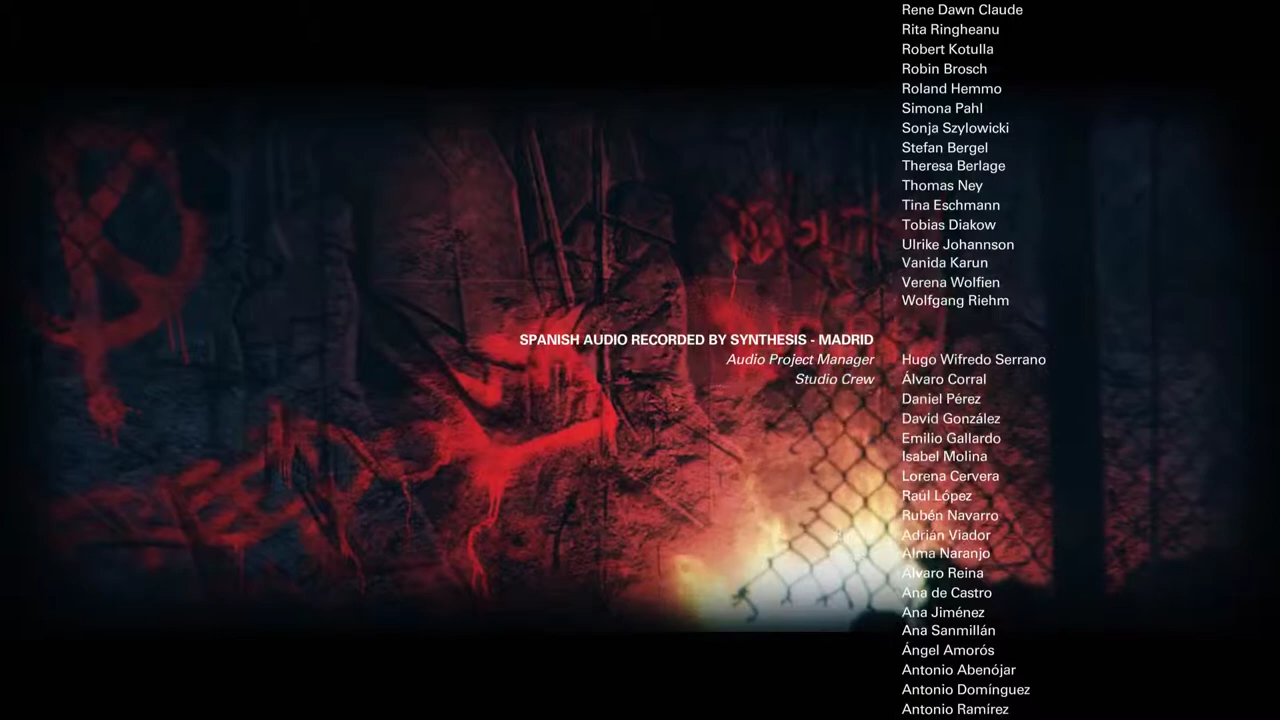 Rene Dawn Claude
Rita Ringheanu
Robert Kotulla
Robin Brosch
Roland Hemmo
Simona Pahl
Sonja Szylowicki
Stefan Bergel
Theresa Berlage
Thomas Ney
Tina Eschmann
Tobias Diakow
Ulrike Johannson
Vanida Karun
Verena Wolfien
Wolfgang Riehm
SPANISH AUDIO RECORDED BY SYNTHESIS - MADRID
Audio Project Manager Hugo Wifredo Serrano
Studio Crew Álvaro Corral
Daniel Pérez
David González
Emilio Gallardo
Isabel Molina
Lorena Cervera
Raúl López
Rubén Navarro
Adrián Viador
Alma Naranjo
Álvaro Reina
Ana de Castro
Ana Jiménez
Ana Sanmillán
Ángel Amorós
Antonio Abenójar
Antonio Domínguez
Antonio Ramírez